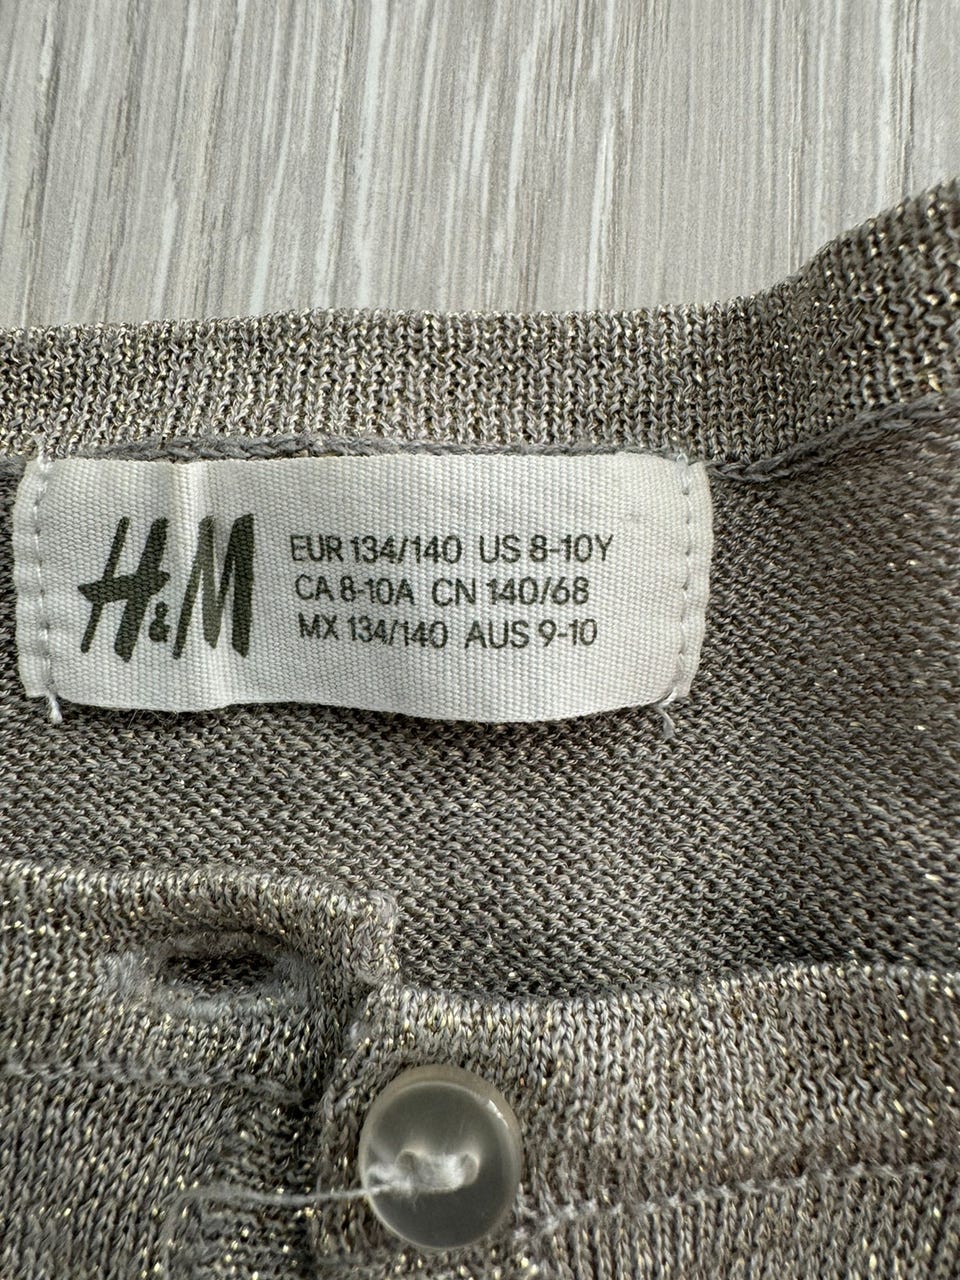 H&M
EUR 134/140 US 8-10Y
CA 8-10A CN 140/68
MX 134/140 AUS 9-10